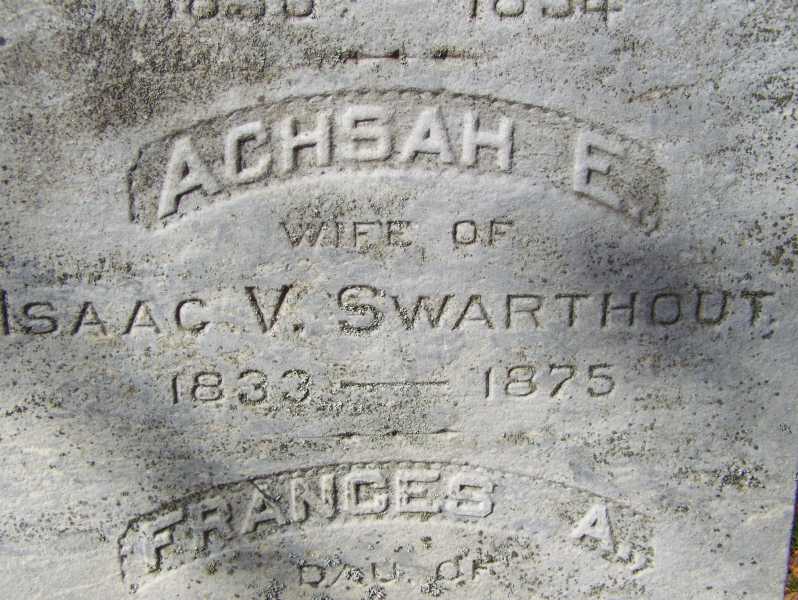 ACHSAH E.,
WIFE OF
ISAAC V. SWARTHOUT,
1833 — 1875
FRANCES A.,
DAU. OF